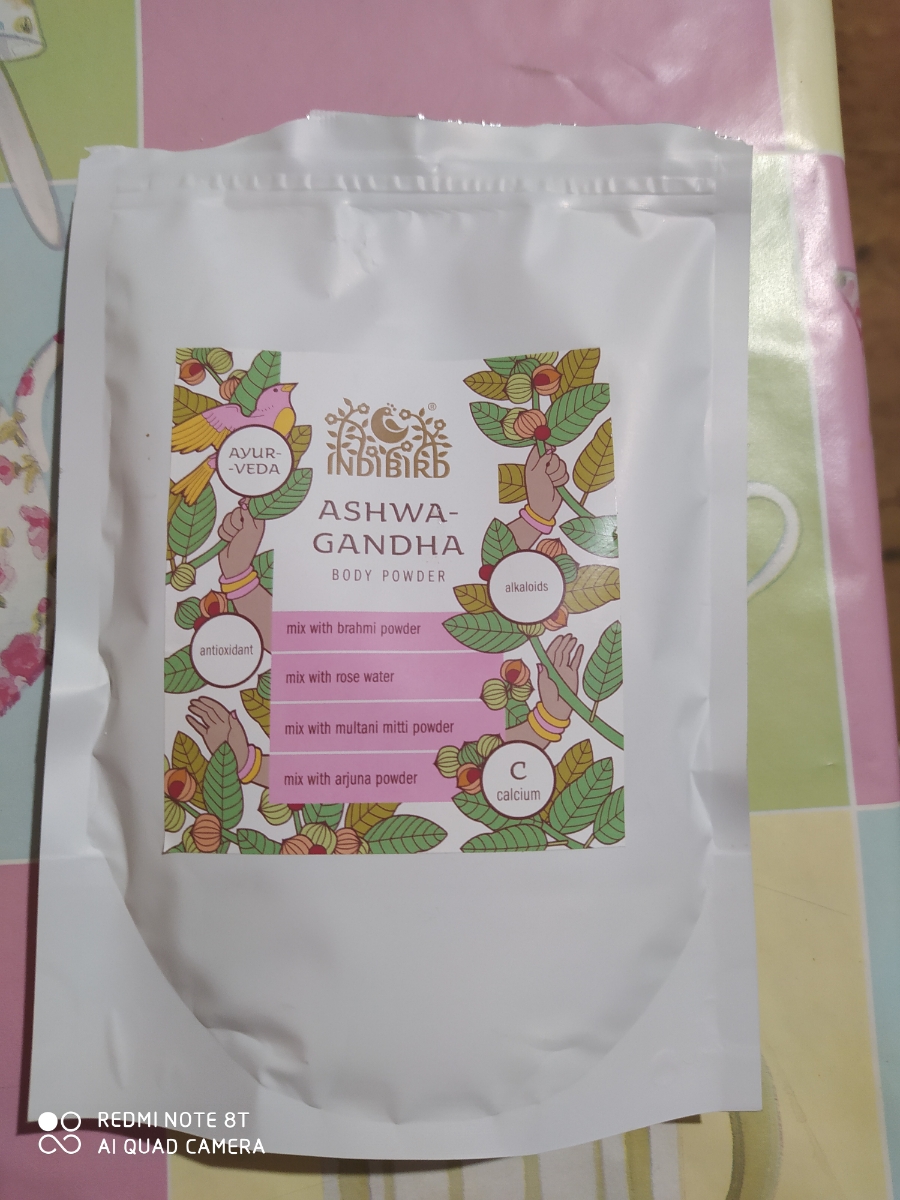 AYUR-
-VEDA
INDIBIRD®
ASHWA-
GANDHA
BODY POWDER
alkaloids
mix with brahmi powder
antioxidant
mix with rose water
mix with multani mitti powder
mix with arjuna powder
C
calcium
REDMI NOTE 8T
AI QUAD CAMERA